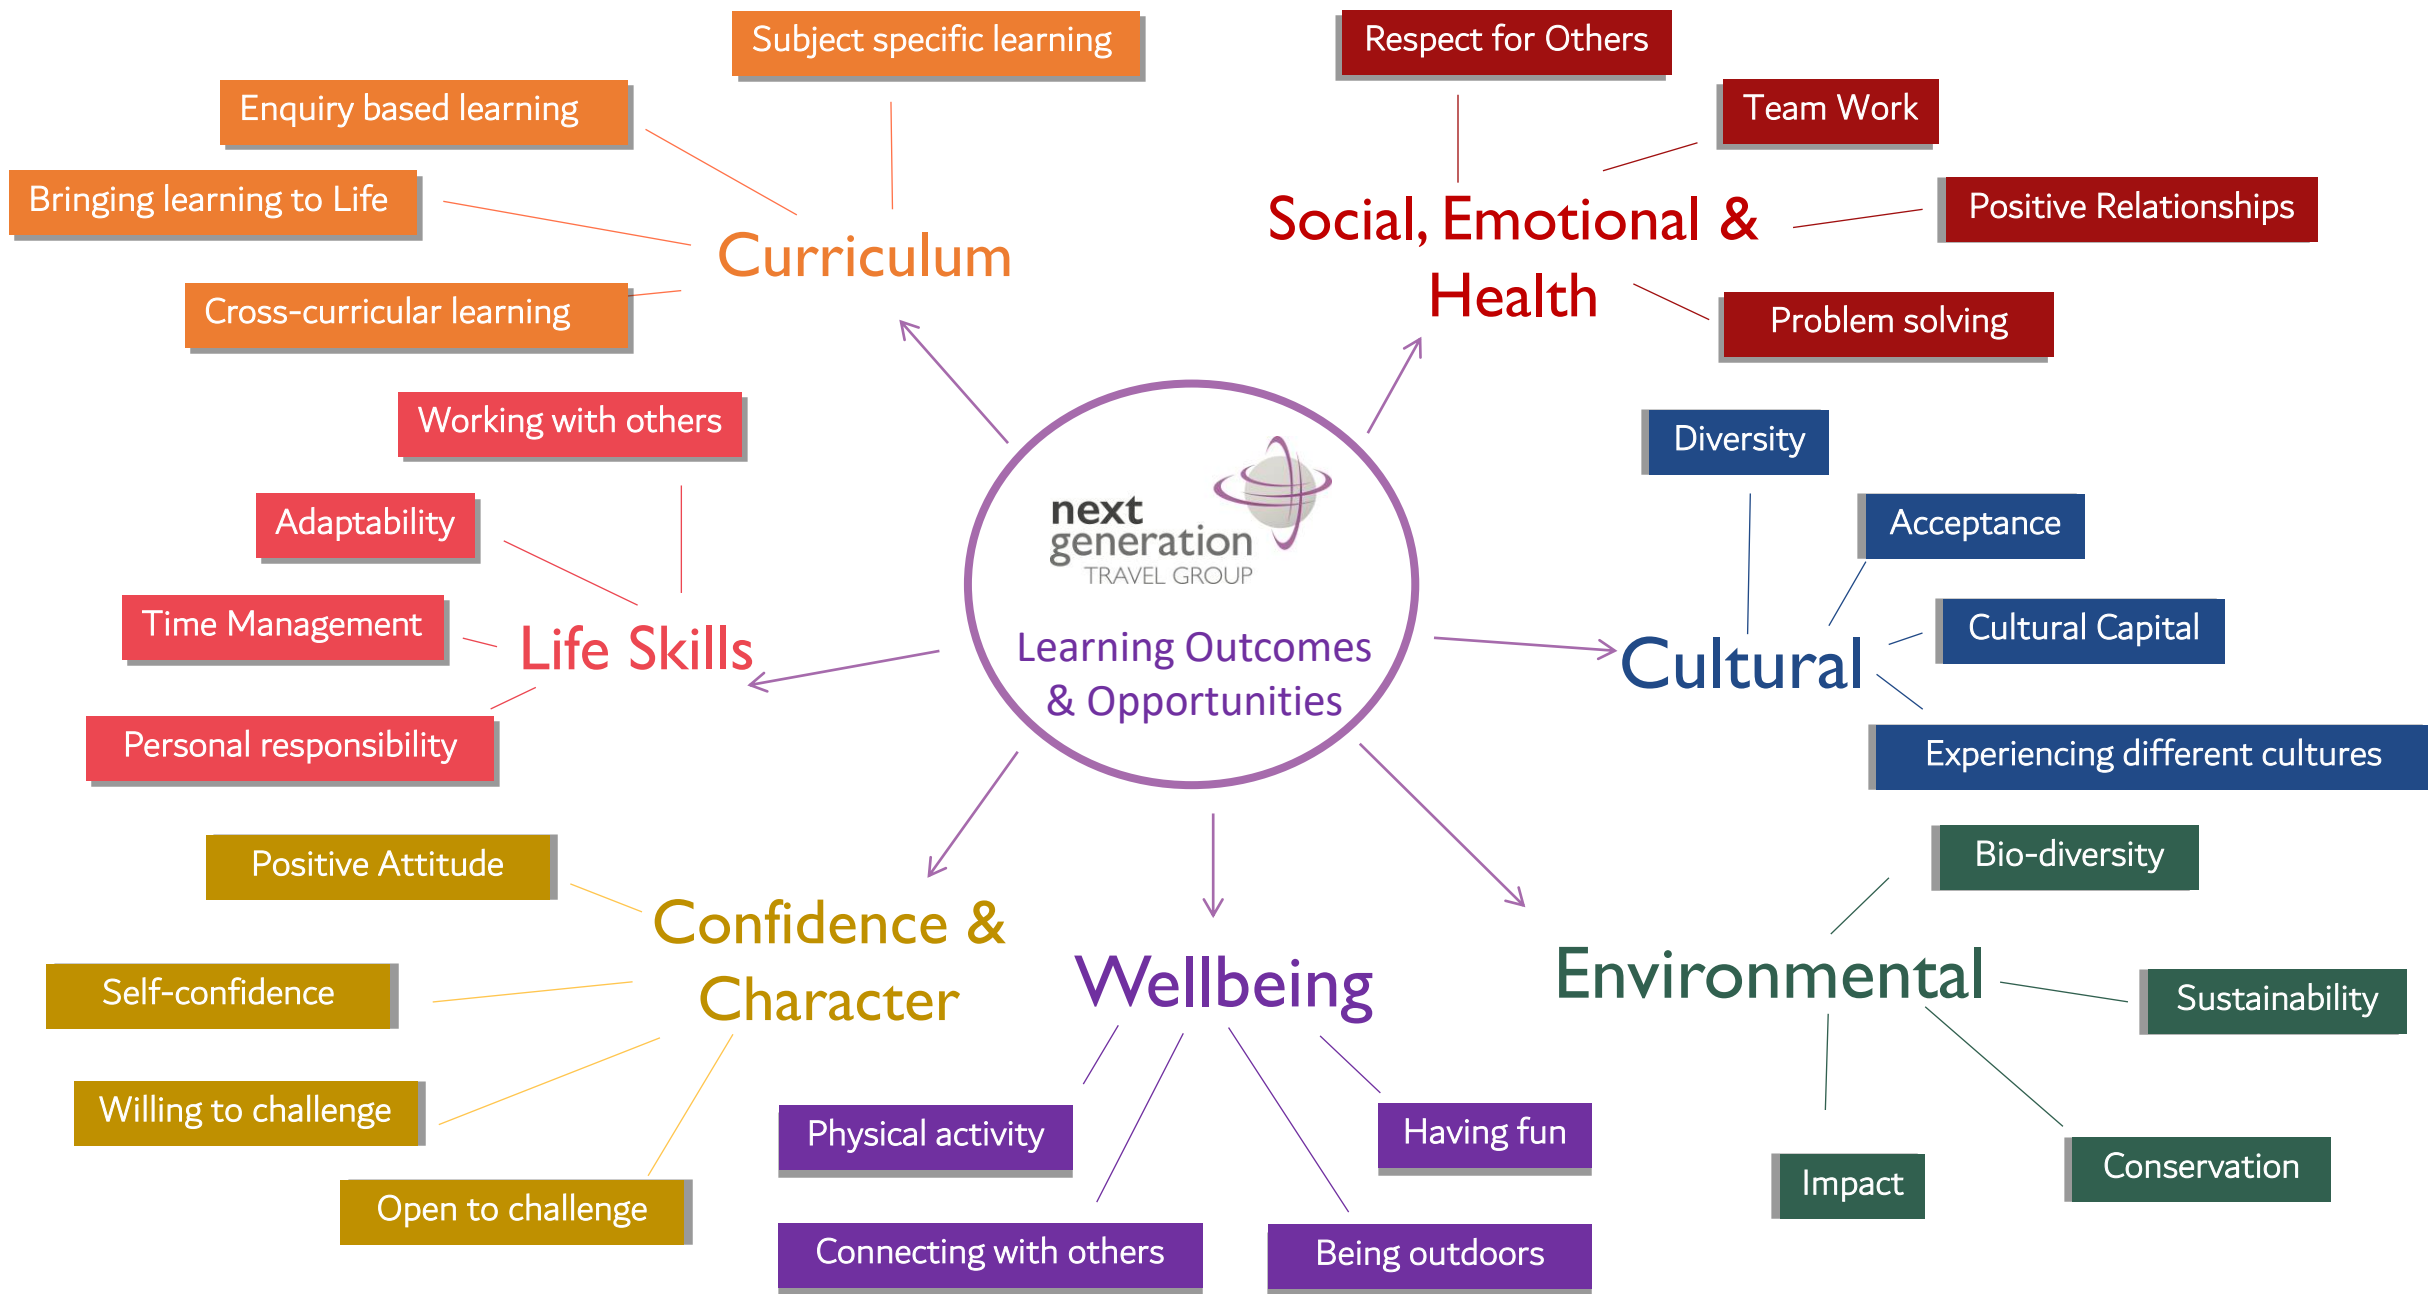 Subject specific learning
Enquiry based learning
Bringing learning to Life
Cross-curricular learning
Curriculum
Respect for Others
Team Work
Positive Relationships
Problem solving
Social, Emotional &
Health
Working with others
Adaptability
Time Management
Personal responsibility
Life Skills
next
generation
TRAVEL GROUP
Learning Outcomes
& Opportunities
Diversity
Acceptance
Cultural Capital
Experiencing different cultures
Cultural
Positive Attitude
Self-confidence
Willing to challenge
Open to challenge
Confidence &
Character
Wellbeing
Physical activity
Connecting with others
Being outdoors
Having fun
Environmental
Bio-diversity
Sustainability
Conservation
Impact